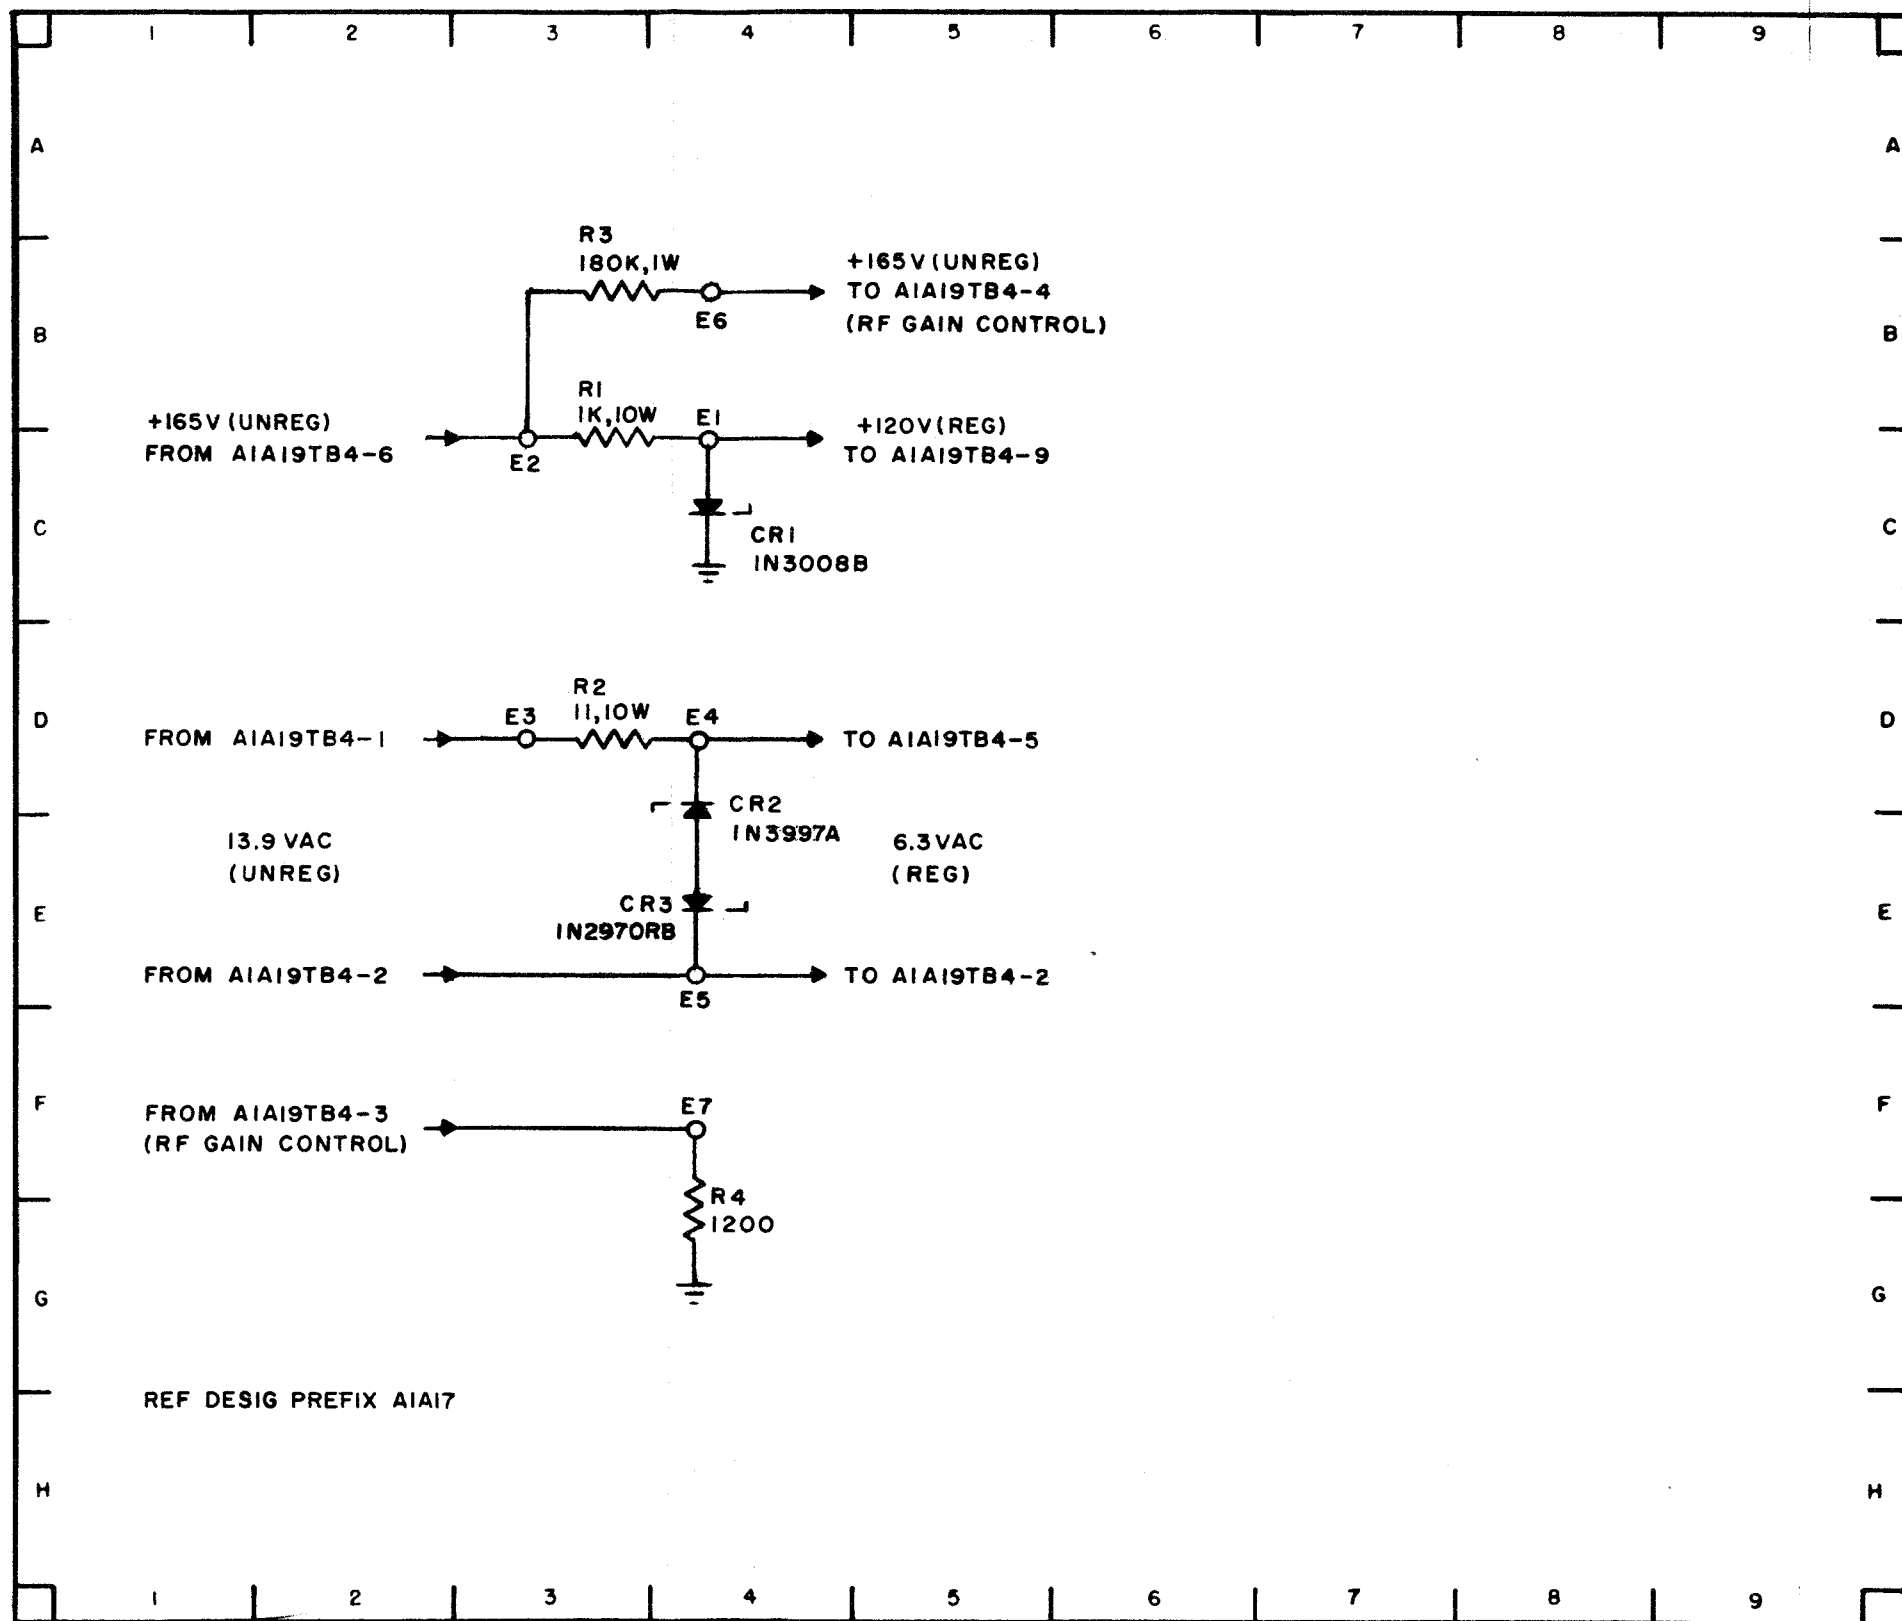 1 2 3 4 5 6 7 8 9
A A
R3
180K,1W
+165V(UNREG)
TO A1A19TB4-4
(RF GAIN CONTROL)
E6
B B
R1
1K,10W
E1
+165V(UNREG)
FROM A1A19TB4-6
E2
+120V(REG)
TO A1A19TB4-9
C C
CR1
1N3008B
R2
11,10W
D D
E3
E4
FROM A1A19TB4-1
TO A1A19TB4-5
CR2
1N3997A
13.9 VAC
(UNREG)
6.3VAC
(REG)
CR3
1N2970RB
E E
FROM A1A19TB4-2
TO A1A19TB4-2
E5
F F
E7
FROM A1A19TB4-3
(RF GAIN CONTROL)
R4
1200
G G
REF DESIG PREFIX A1A17
H H
1 2 3 4 5 6 7 8 9